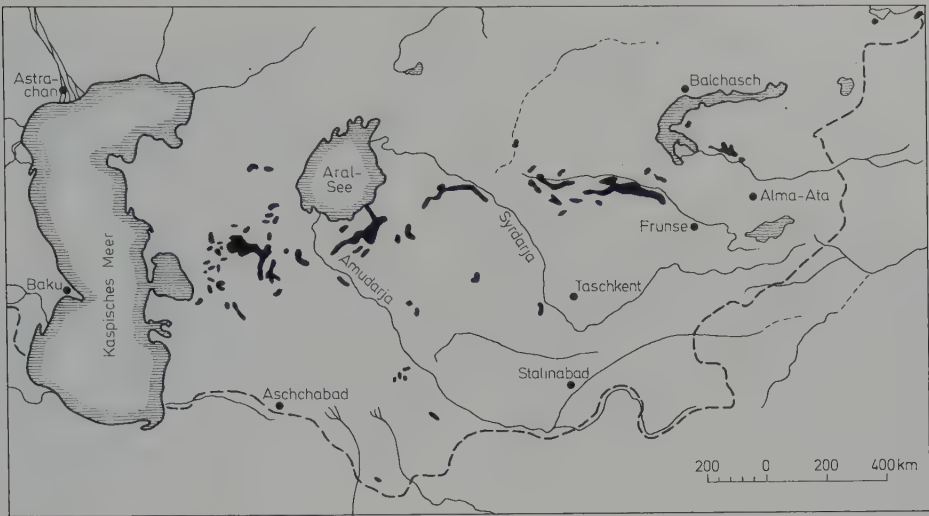 Astra-
chan
Balchasch
Aral-
See
Alma-Ata
Frunse
Syrdarja
Kaspisches Meer
Amudarja
Baku
Taschkent
Stalinabad
Aschchabad
200 0 200 400 km